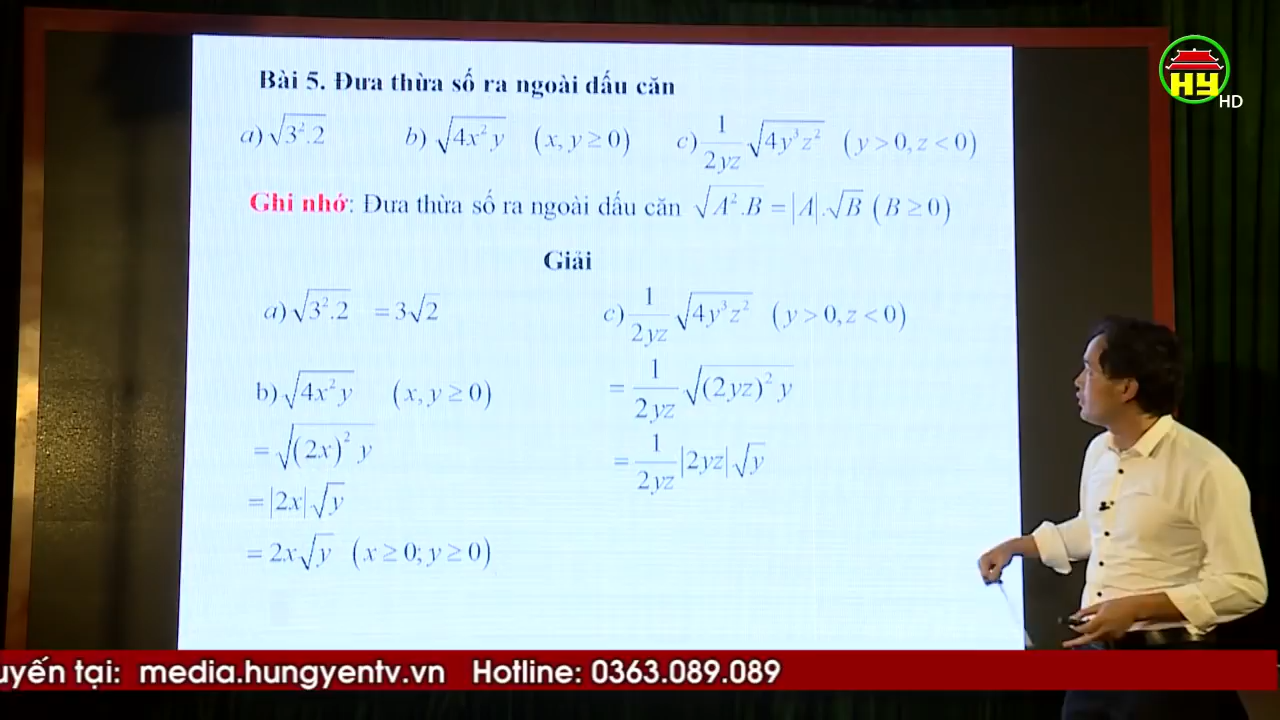 HY HD
Bài 5. Đưa thừa số ra ngoài dấu căn
a) √(3².2) b) √(4x²y) (x, y ≥ 0) c) 1/(2yz) √(4y³z²) (y > 0, z < 0)
Ghi nhớ: Đưa thừa số ra ngoài dấu căn √(A².B) = |A|.√B (B ≥ 0)
Giải
a) √(3².2) = 3√2
b) √(4x²y) (x, y ≥ 0)
= √((2x)² y)
= |2x|√y
= 2x√y (x ≥ 0; y ≥ 0)
c) 1/(2yz) √(4y³z²) (y > 0, z < 0)
= 1/(2yz) √((2yz)² y)
= 1/(2yz) |2yz|√y
uyến tại: media.hungyentv.vn Hotline: 0363.089.089